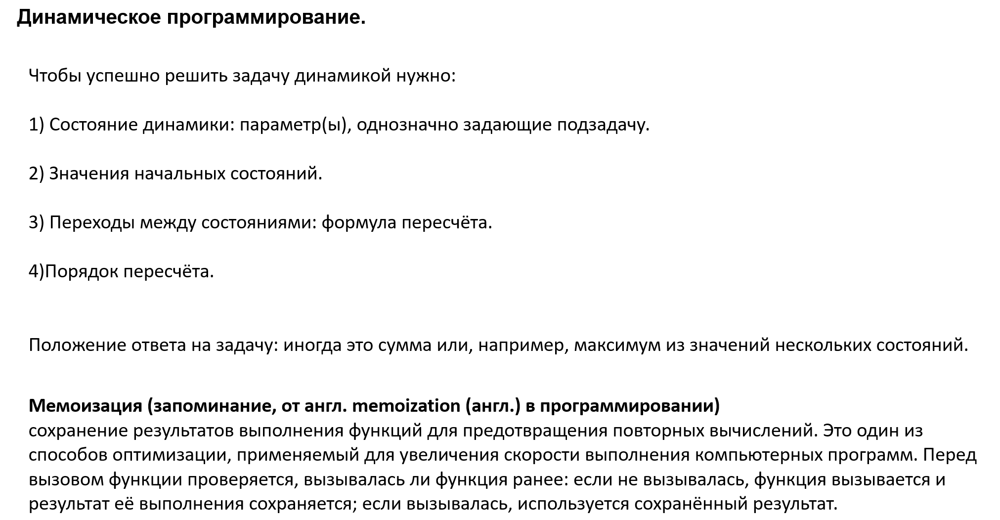 Динамическое программирование.
Чтобы успешно решить задачу динамикой нужно:
1) Состояние динамики: параметр(ы), однозначно задающие подзадачу.
2) Значения начальных состояний.
3) Переходы между состояниями: формула пересчёта.
4)Порядок пересчёта.
Положение ответа на задачу: иногда это сумма или, например, максимум из значений нескольких состояний.
Мемоизация (запоминание, от англ. memoization (англ.) в программировании)
сохранение результатов выполнения функций для предотвращения повторных вычислений. Это один из
способов оптимизации, применяемый для увеличения скорости выполнения компьютерных программ. Перед
вызовом функции проверяется, вызывалась ли функция ранее: если не вызывалась, функция вызывается и
результат её выполнения сохраняется; если вызывалась, используется сохранённый результат.